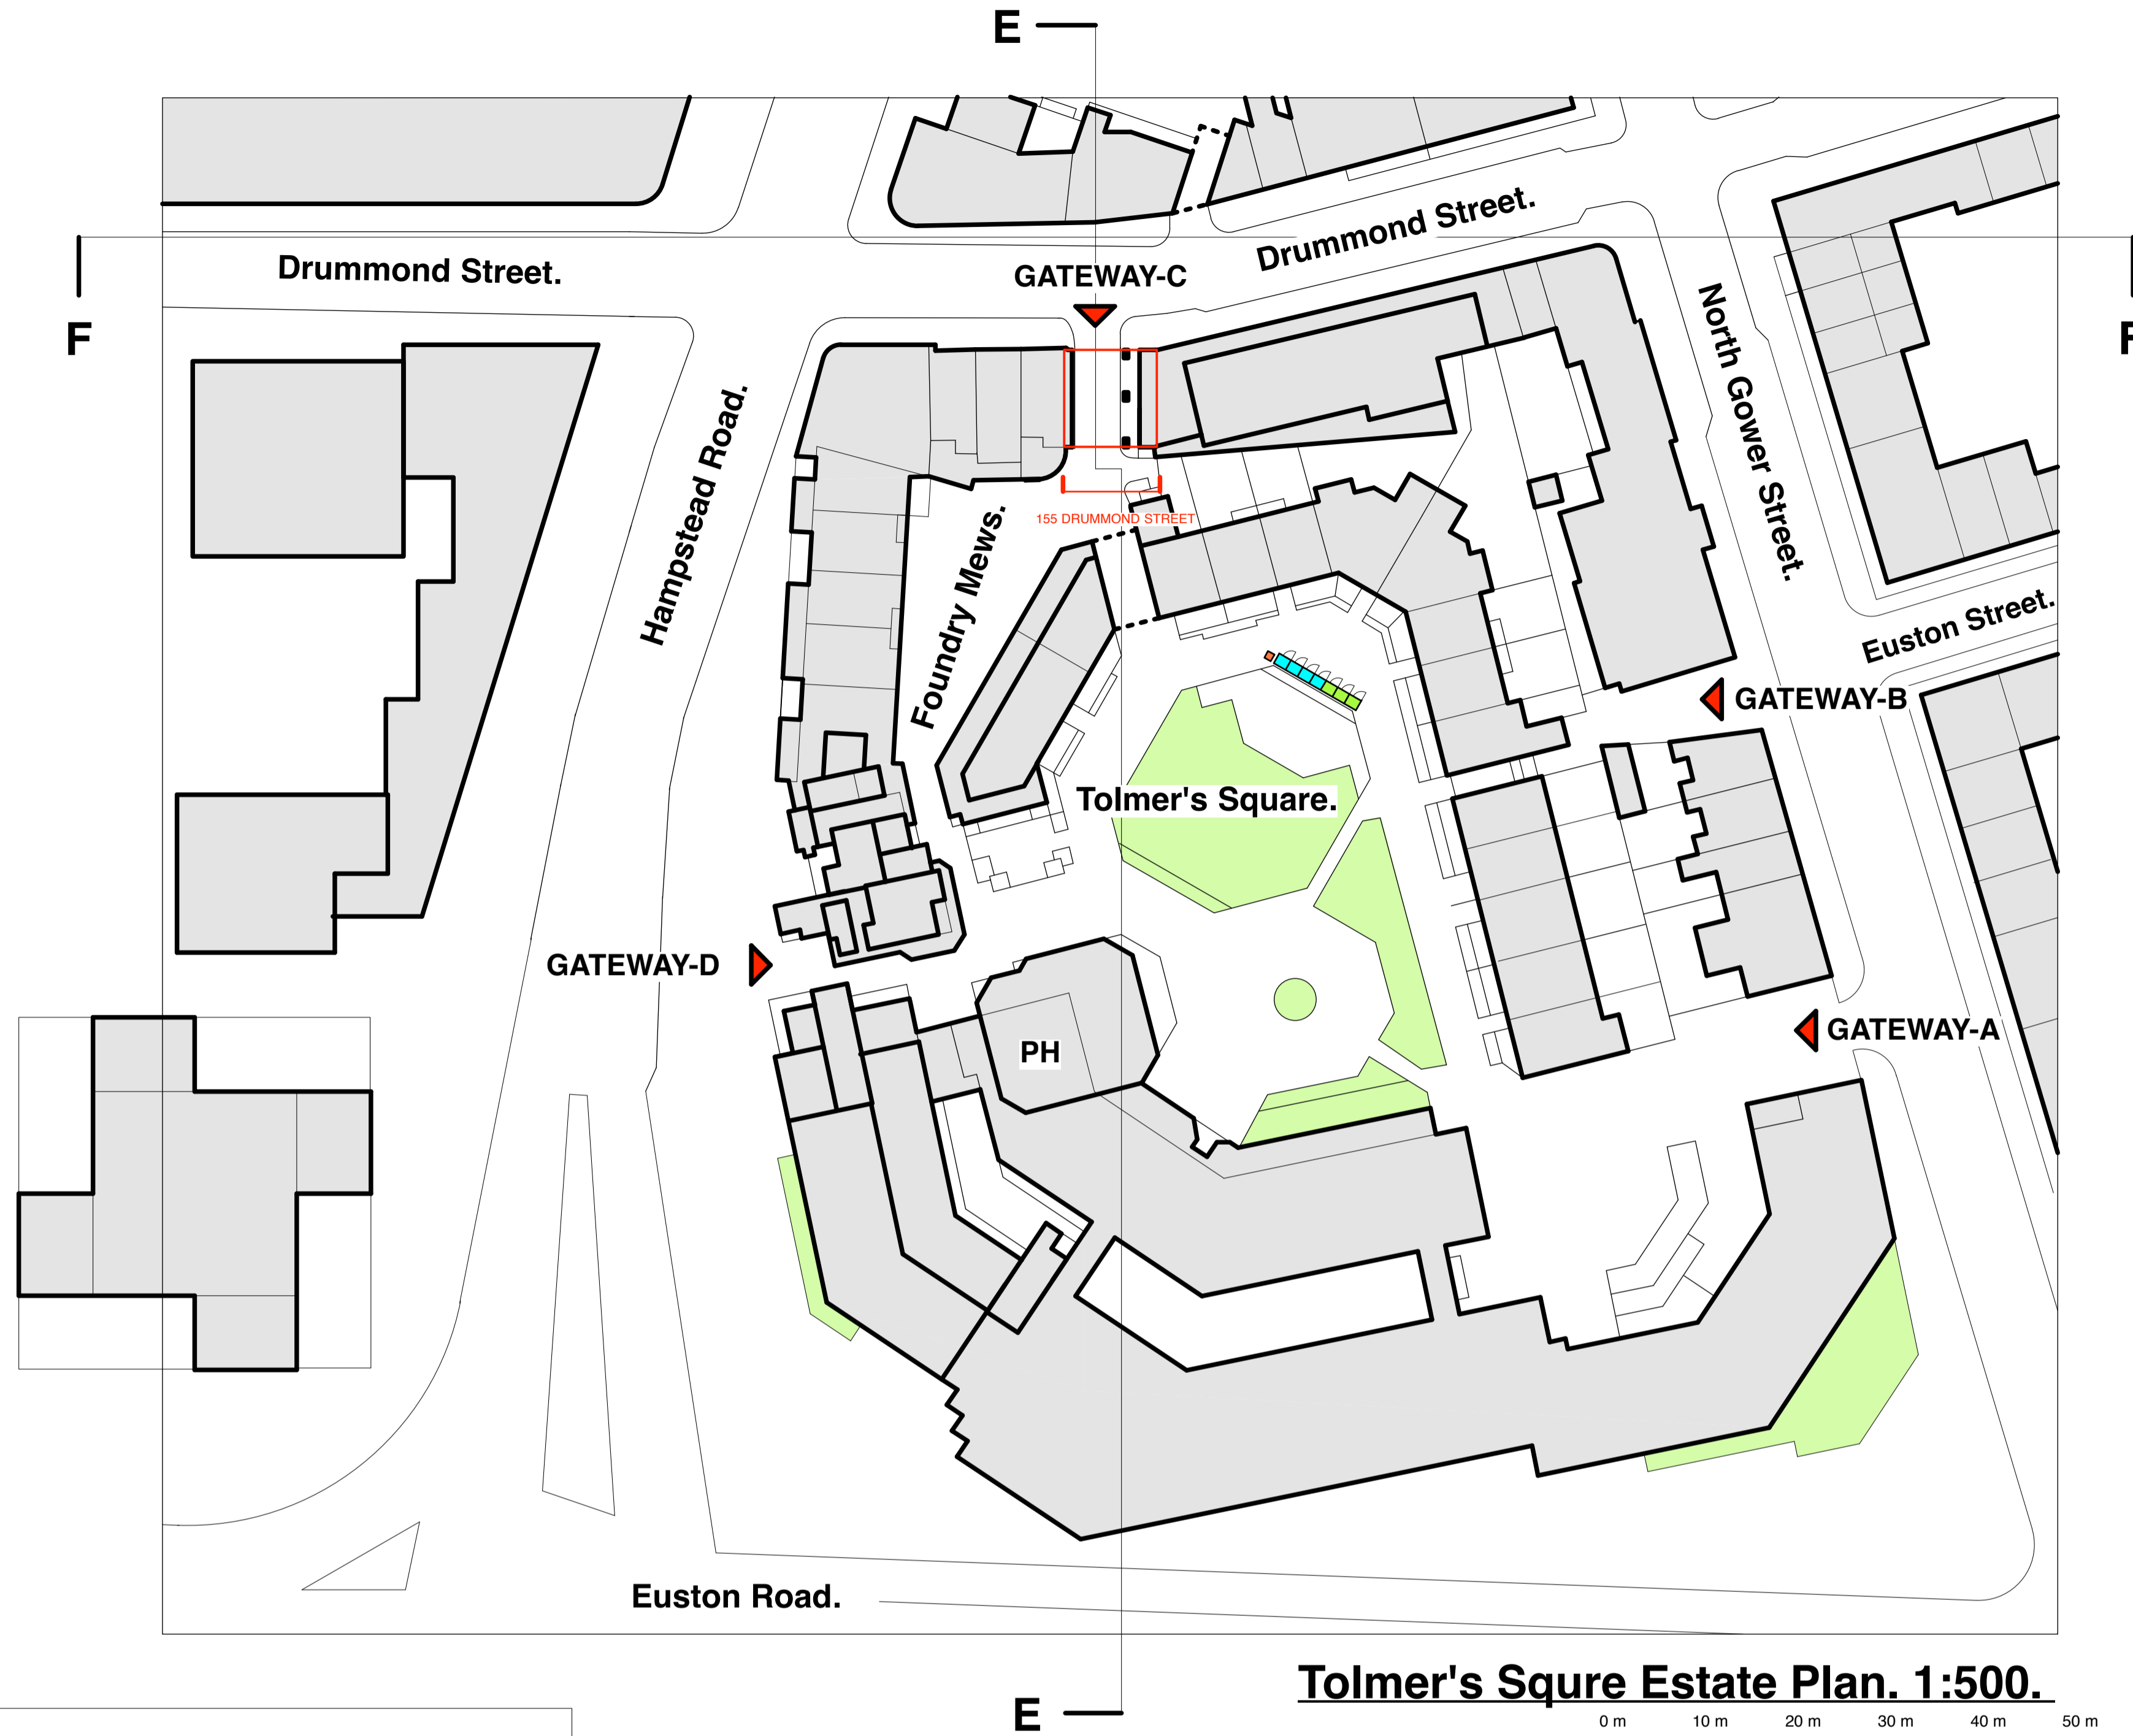 E
Drummond Street.
Drummond Street.
GATEWAY-C
F
F
Hampstead Road.
North Gower Street.
155 DRUMMOND STREET
Foundry Mews.
Euston Street.
GATEWAY-B
Tolmer's Square.
GATEWAY-D
GATEWAY-A
PH
Euston Road.
Tolmer's Squre Estate Plan. 1:500.
E
0 m 10 m 20 m 30 m 40 m 50 m